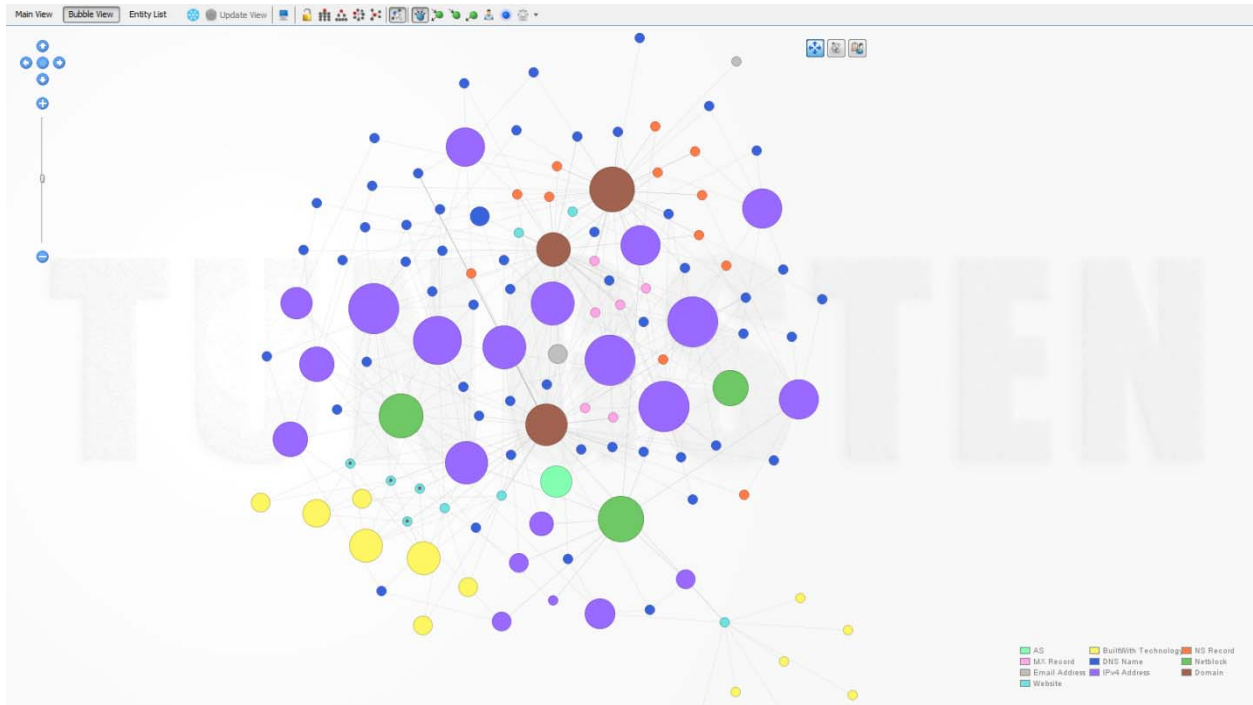 Main View Bubble View Entity List Update View
TUNGSTEN
AS BuiltWith Technology NS Record
MX Record DNS Name Netblock
Email Address IPv4 Address Domain
Website